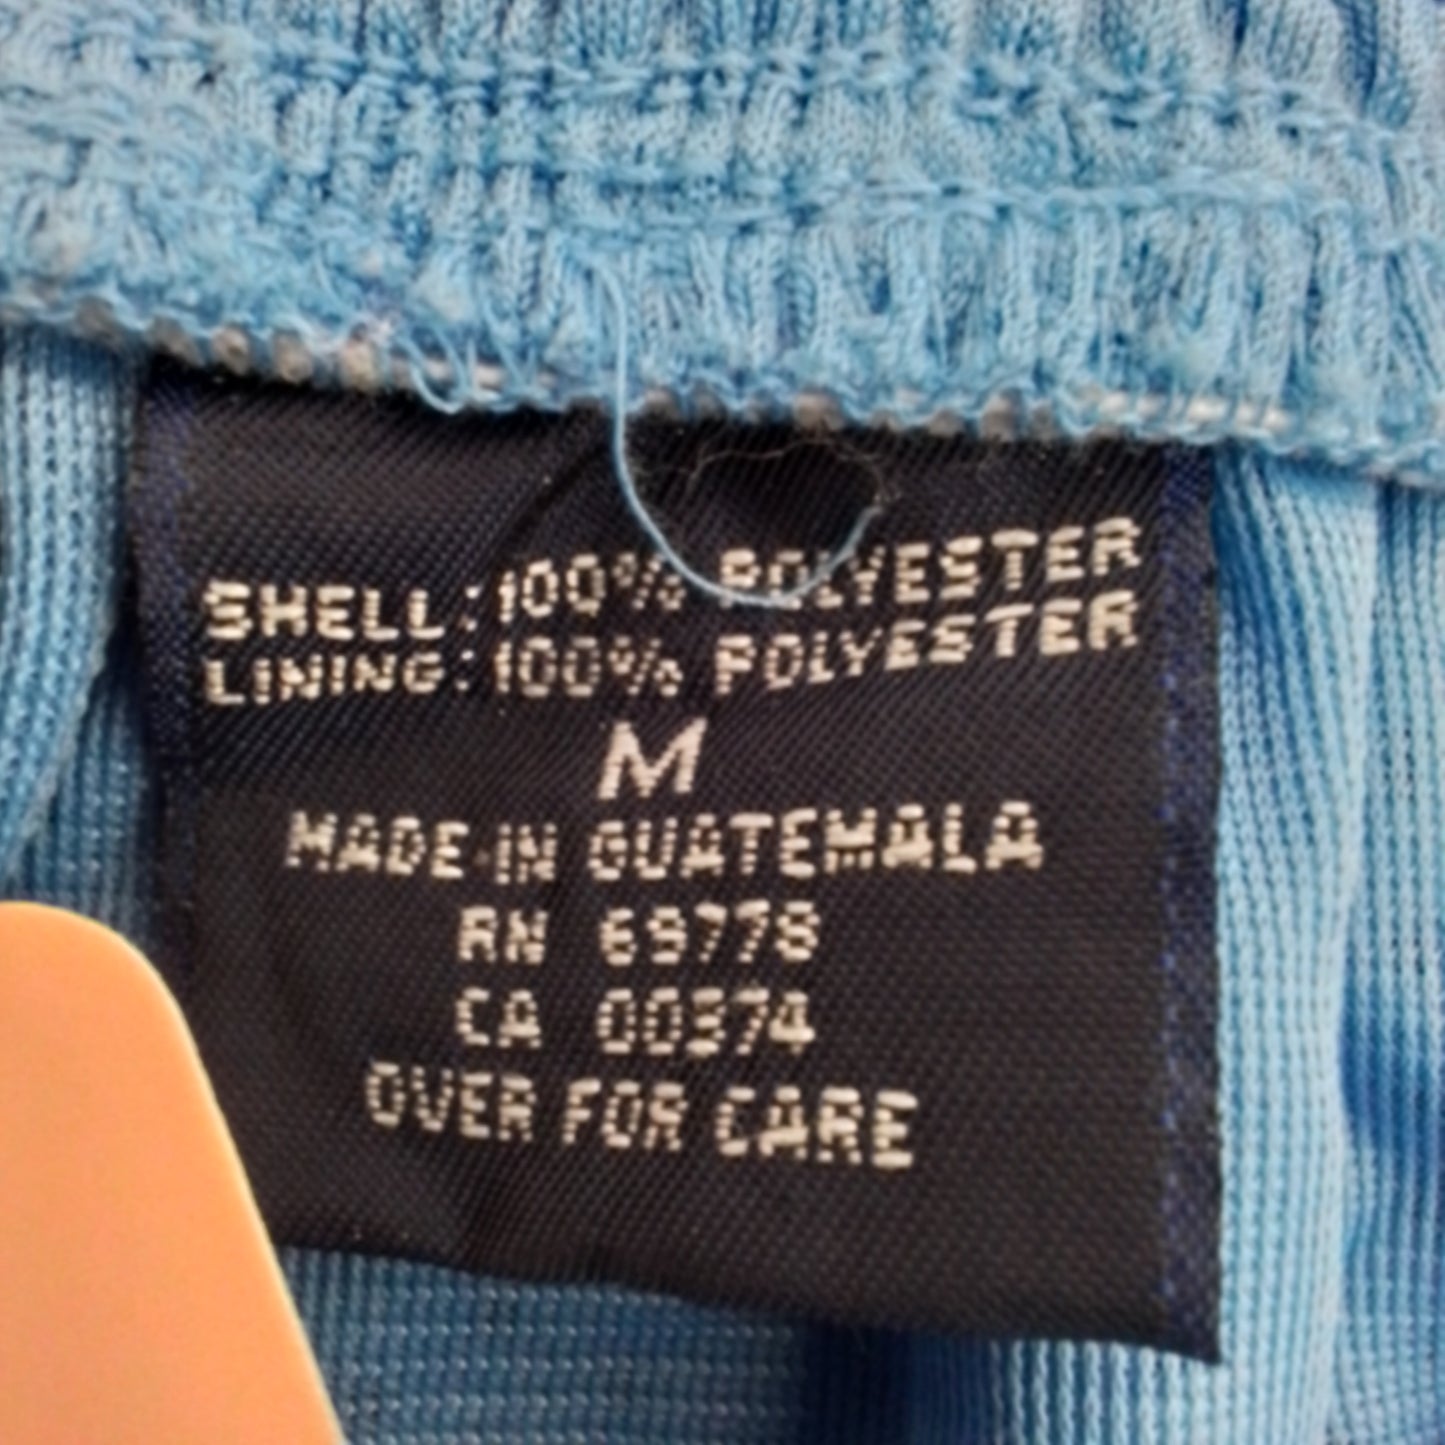 SHELL: 100% POLYESTER
LINING: 100% POLYESTER
M
MADE IN GUATEMALA
RN 69778
CA 00374
OVER FOR CARE